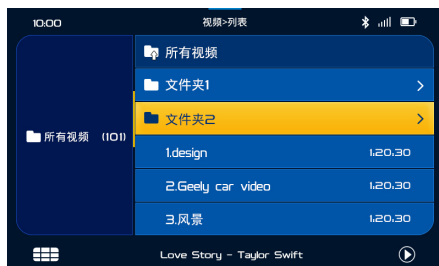 10:00 视频>列表
所有视频
文件夹1
所有视频 (101)
文件夹2
1.design 1:20:30
2.Geely car video 1:20:30
3.风景 1:20:30
Love Story - Taylor Swift